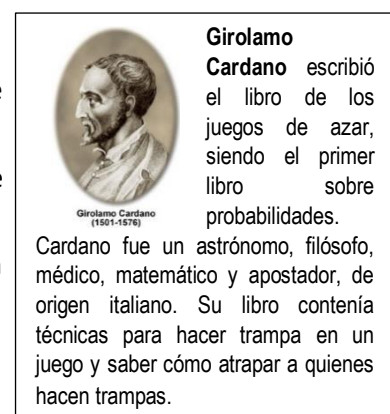 Girolamo
Cardano escribió
el libro de los
juegos de azar,
siendo el primer
libro sobre
probabilidades.
Girolamo Cardano
(1501-1576)
Cardano fue un astrónomo, filósofo,
médico, matemático y apostador, de
origen italiano. Su libro contenía
técnicas para hacer trampa en un
juego y saber cómo atrapar a quienes
hacen trampas.